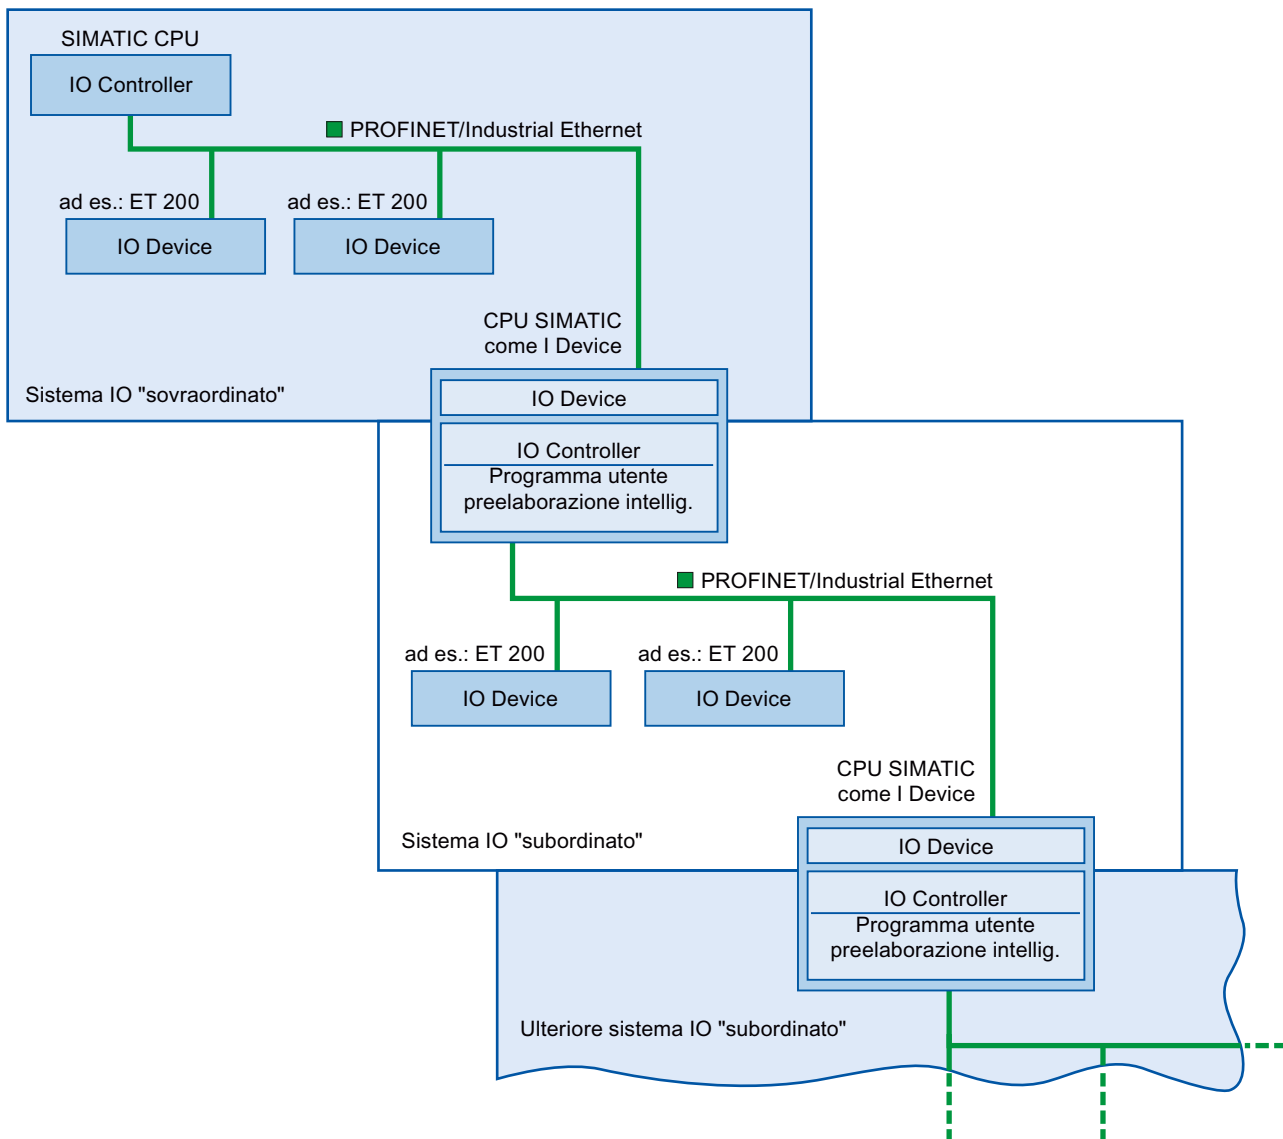 SIMATIC CPU
IO Controller
PROFINET/Industrial Ethernet
ad es.: ET 200
ad es.: ET 200
IO Device
IO Device
CPU SIMATIC
come I Device
Sistema IO "sovraordinato"
IO Device
IO Controller
Programma utente
preelaborazione intellig.
PROFINET/Industrial Ethernet
ad es.: ET 200
ad es.: ET 200
IO Device
IO Device
CPU SIMATIC
come I Device
Sistema IO "subordinato"
IO Device
IO Controller
Programma utente
preelaborazione intellig.
Ulteriore sistema IO "subordinato"